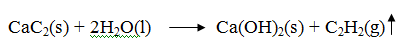 CaC₂(s) + 2H₂O(l) ⟶ Ca(OH)₂(s) + C₂H₂(g)↑